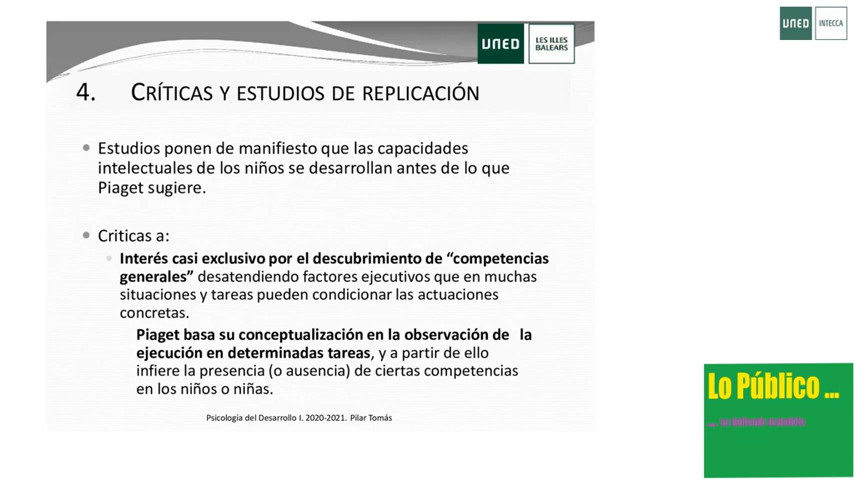 UNED
LES ILLES
BALEARS
UNED
INTECCA
4. CRÍTICAS Y ESTUDIOS DE REPLICACIÓN
Estudios ponen de manifiesto que las capacidades
intelectuales de los niños se desarrollan antes de lo que
Piaget sugiere.
Criticas a:
Interés casi exclusivo por el descubrimiento de “competencias
generales” desatendiendo factores ejecutivos que en muchas
situaciones y tareas pueden condicionar las actuaciones
concretas.
Piaget basa su conceptualización en la observación de la
ejecución en determinadas tareas, y a partir de ello
infiere la presencia (o ausencia) de ciertas competencias
en los niños o niñas.
Psicología del Desarrollo I. 2020-2021. Pilar Tomás
Lo Público ...